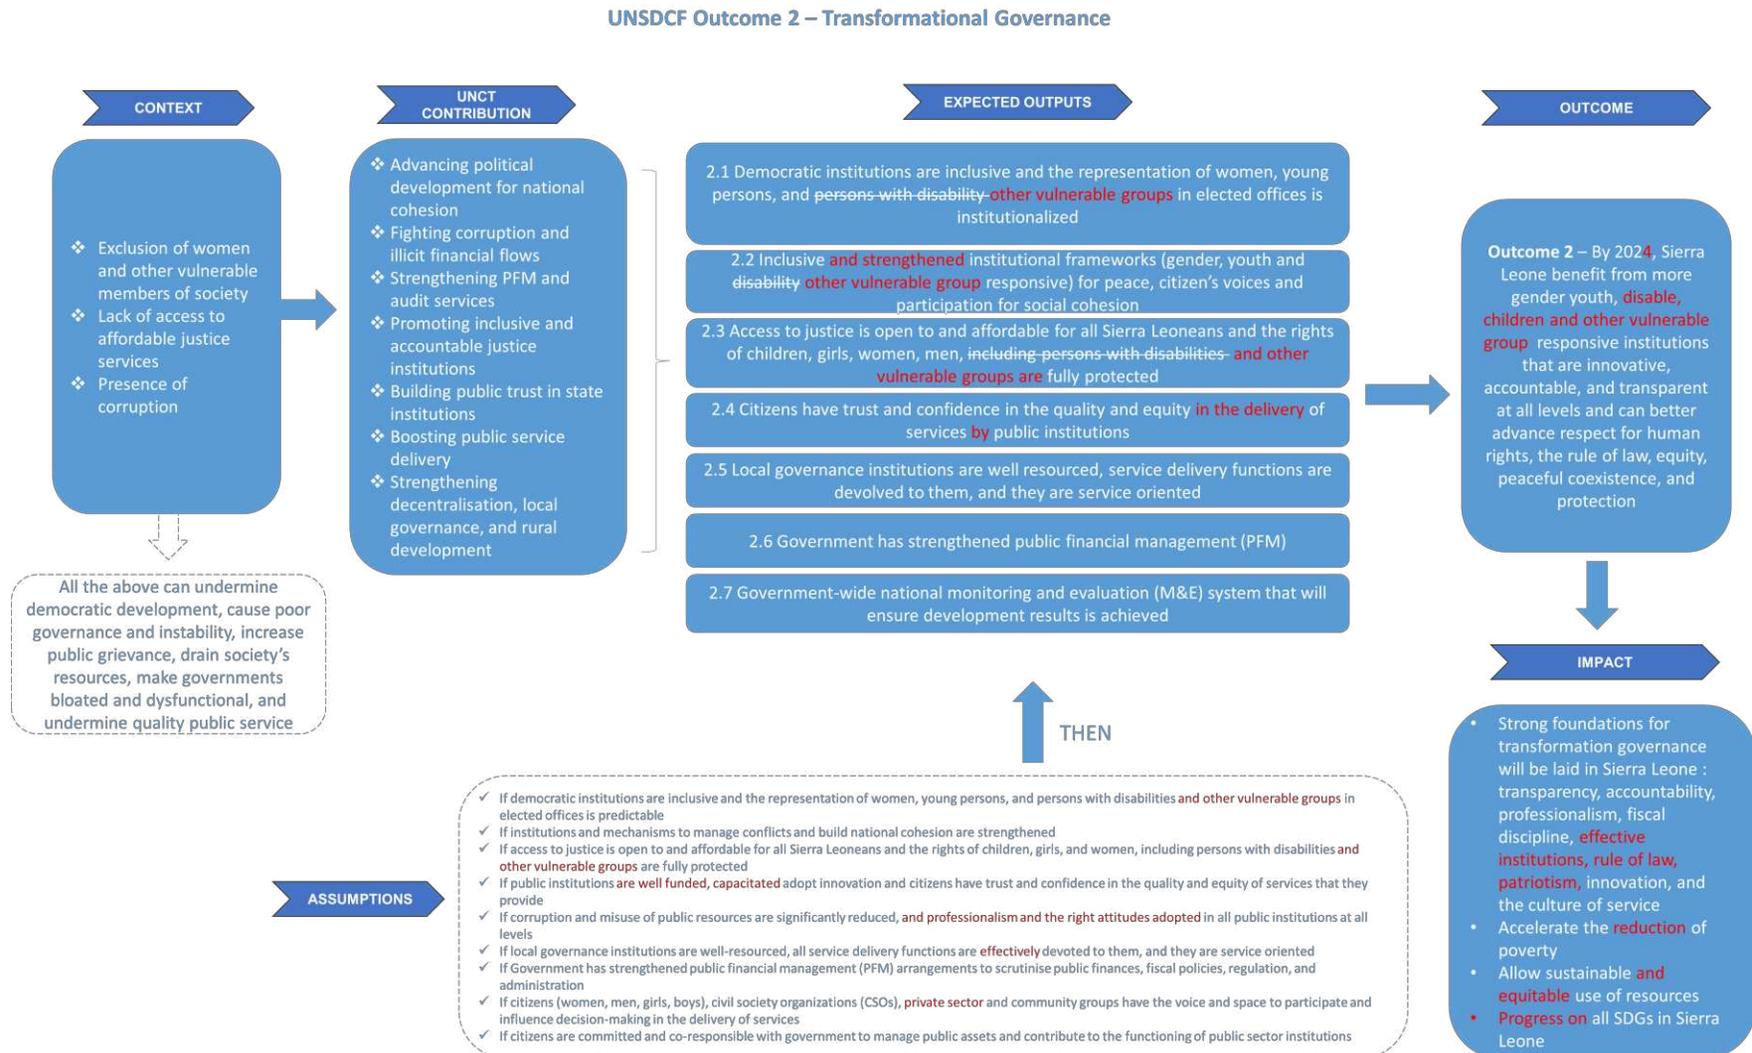 UNSDCF Outcome 2 – Transformational Governance
CONTEXT
❖ Exclusion of women
and other vulnerable
members of society
❖ Lack of access to
affordable justice
services
❖ Presence of
corruption
All the above can undermine
democratic development, cause poor
governance and instability, increase
public grievance, drain society's
resources, make governments
bloated and dysfunctional, and
undermine quality public service
UNCT
CONTRIBUTION
❖ Advancing political
development for national
cohesion
❖ Fighting corruption and
illicit financial flows
❖ Strengthening PFM and
audit services
❖ Promoting inclusive and
accountable justice
institutions
❖ Building public trust in state
institutions
❖ Boosting public service
delivery
❖ Strengthening
decentralisation, local
governance, and rural
development
EXPECTED OUTPUTS
2.1 Democratic institutions are inclusive and the representation of women, young
persons, and persons with disability other vulnerable groups in elected offices is
institutionalized
2.2 Inclusive and strengthened institutional frameworks (gender, youth and
disability other vulnerable group responsive) for peace, citizen's voices and
participation for social cohesion
2.3 Access to justice is open to and affordable for all Sierra Leoneans and the rights
of children, girls, women, men, including persons with disabilities and other
vulnerable groups are fully protected
2.4 Citizens have trust and confidence in the quality and equity in the delivery of
services by public institutions
2.5 Local governance institutions are well resourced, service delivery functions are
devolved to them, and they are service oriented
2.6 Government has strengthened public financial management (PFM)
2.7 Government-wide national monitoring and evaluation (M&E) system that will
ensure development results is achieved
OUTCOME
Outcome 2 – By 2024, Sierra
Leone benefit from more
gender youth, disable,
children and other vulnerable
group responsive institutions
that are innovative,
accountable, and transparent
at all levels and can better
advance respect for human
rights, the rule of law, equity,
peaceful coexistence, and
protection
IMPACT
• Strong foundations for
transformation governance
will be laid in Sierra Leone :
transparency, accountability,
professionalism, fiscal
discipline, effective
institutions, rule of law,
patriotism, innovation, and
the culture of service
• Accelerate the reduction of
poverty
• Allow sustainable and
equitable use of resources
• Progress on all SDGs in Sierra
Leone
THEN
ASSUMPTIONS
✓ If democratic institutions are inclusive and the representation of women, young persons, and persons with disabilities and other vulnerable groups in
elected offices is predictable
✓ If institutions and mechanisms to manage conflicts and build national cohesion are strengthened
✓ If access to justice is open to and affordable for all Sierra Leoneans and the rights of children, girls, and women, including persons with disabilities and
other vulnerable groups are fully protected
✓ If public institutions are well funded, capacitated adopt innovation and citizens have trust and confidence in the quality and equity of services that they
provide
✓ If corruption and misuse of public resources are significantly reduced, and professionalism and the right attitudes adopted in all public institutions at all
levels
✓ If local governance institutions are well-resourced, all service delivery functions are effectively devoted to them, and they are service oriented
✓ If Government has strengthened public financial management (PFM) arrangements to scrutinise public finances, fiscal policies, regulation, and
administration
✓ If citizens (women, men, girls, boys), civil society organizations (CSOs), private sector and community groups have the voice and space to participate and
influence decision-making in the delivery of services
✓ If citizens are committed and co-responsible with government to manage public assets and contribute to the functioning of public sector institutions